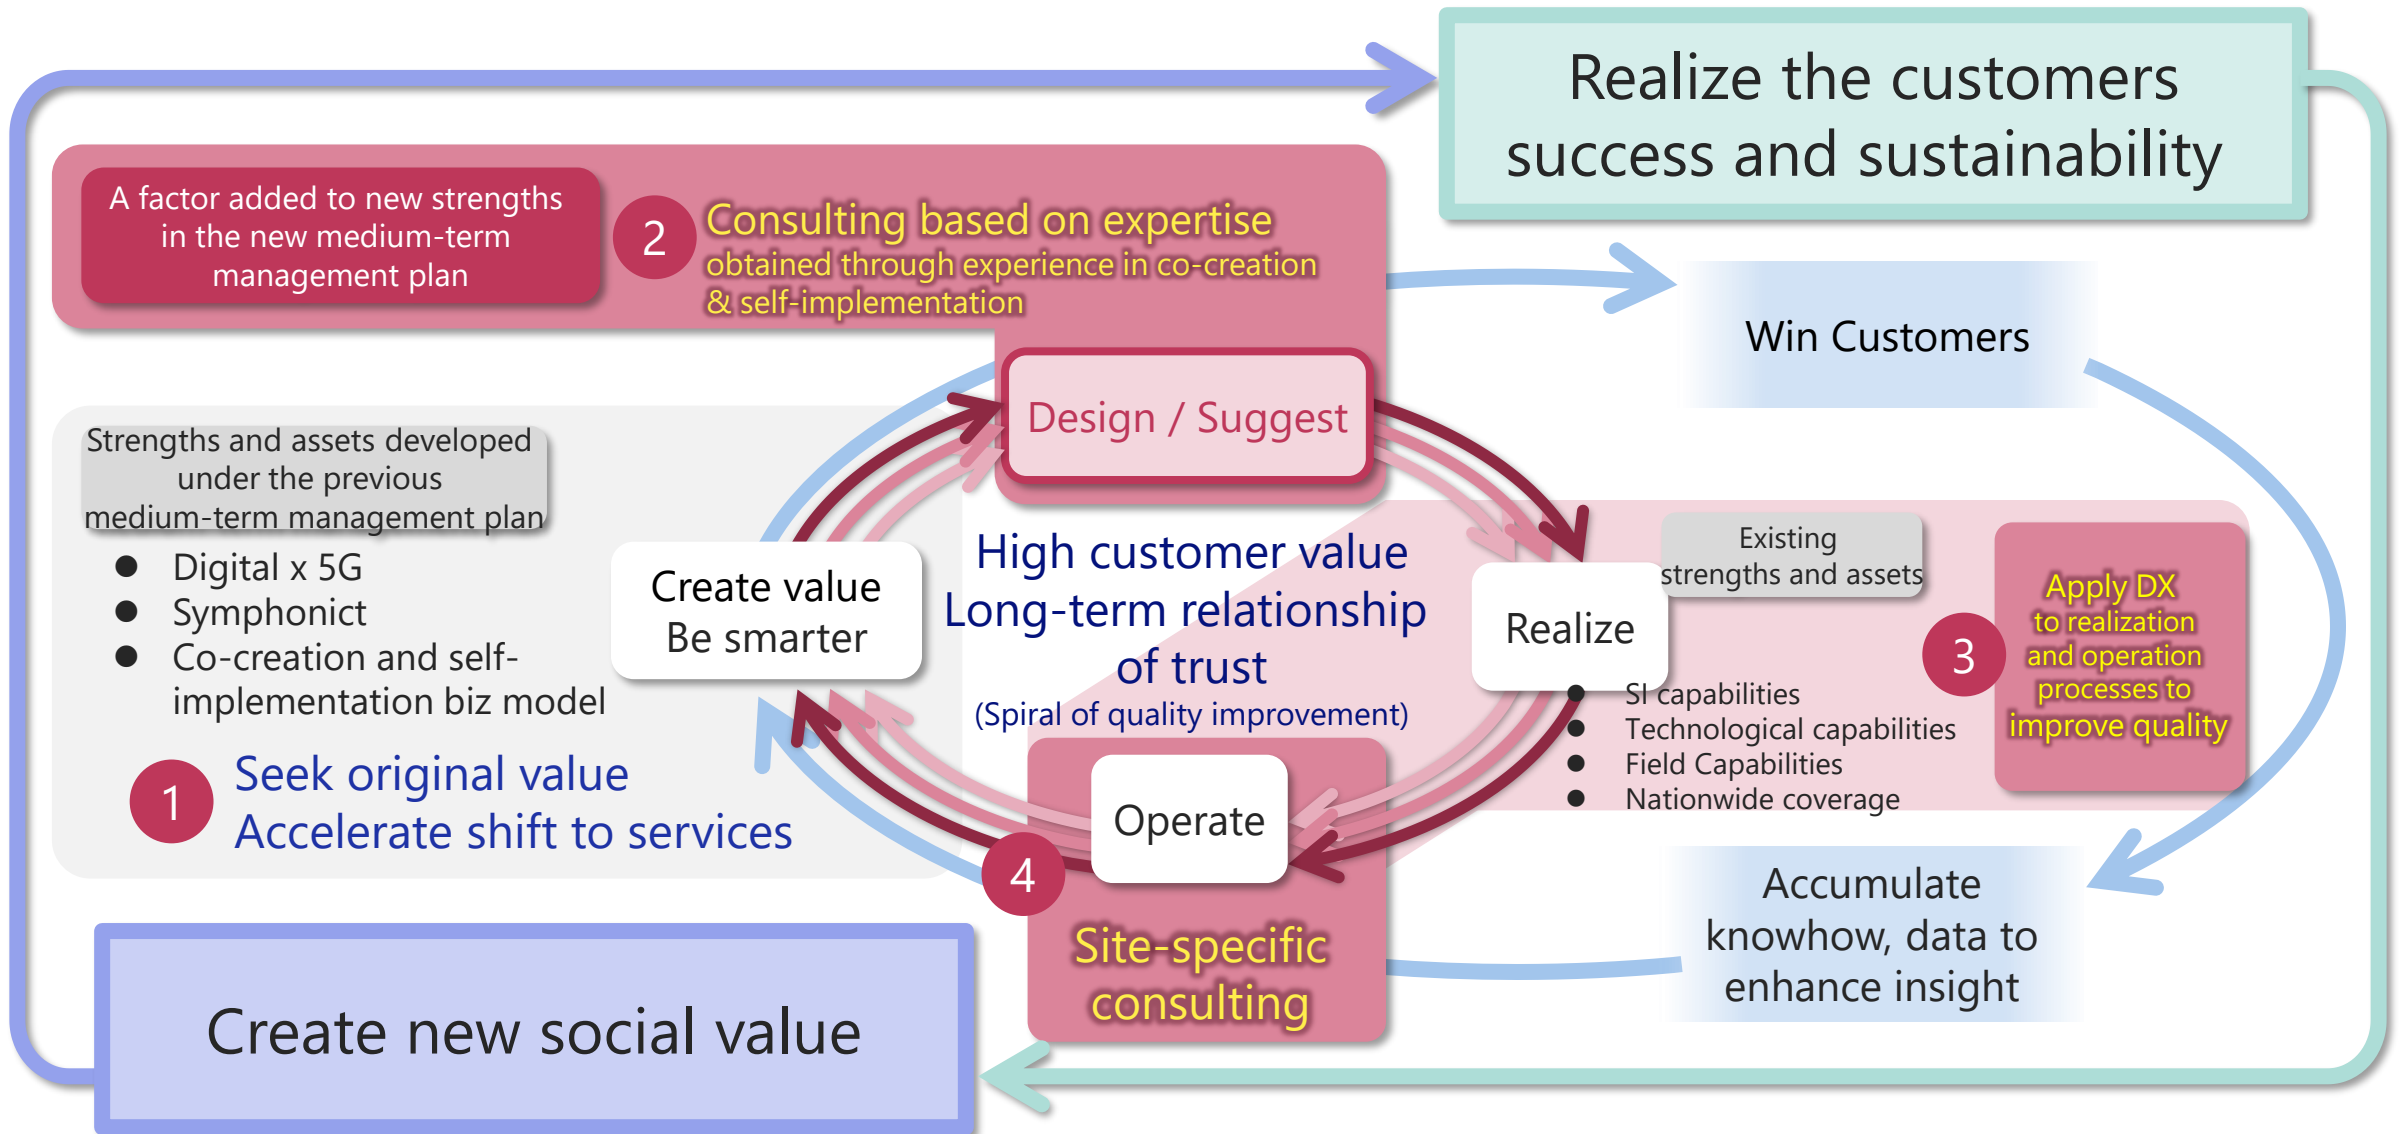 Realize the customers
success and sustainability
A factor added to new strengths
in the new medium-term
management plan
2
Consulting based on expertise
obtained through experience in co-creation
& self-implementation
Win Customers
Design / Suggest
Strengths and assets developed
under the previous
medium-term management plan
● Digital x 5G
● Symphonict
● Co-creation and self-
implementation biz model
1
Seek original value
Accelerate shift to services
Create value
Be smarter
High customer value
Long-term relationship
of trust
(Spiral of quality improvement)
Realize
Existing
strengths and assets
● SI capabilities
● Technological capabilities
● Field Capabilities
● Nationwide coverage
3
Apply DX
to realization
and operation
processes to
improve quality
Operate
4
Site-specific
consulting
Accumulate
knowhow, data to
enhance insight
Create new social value